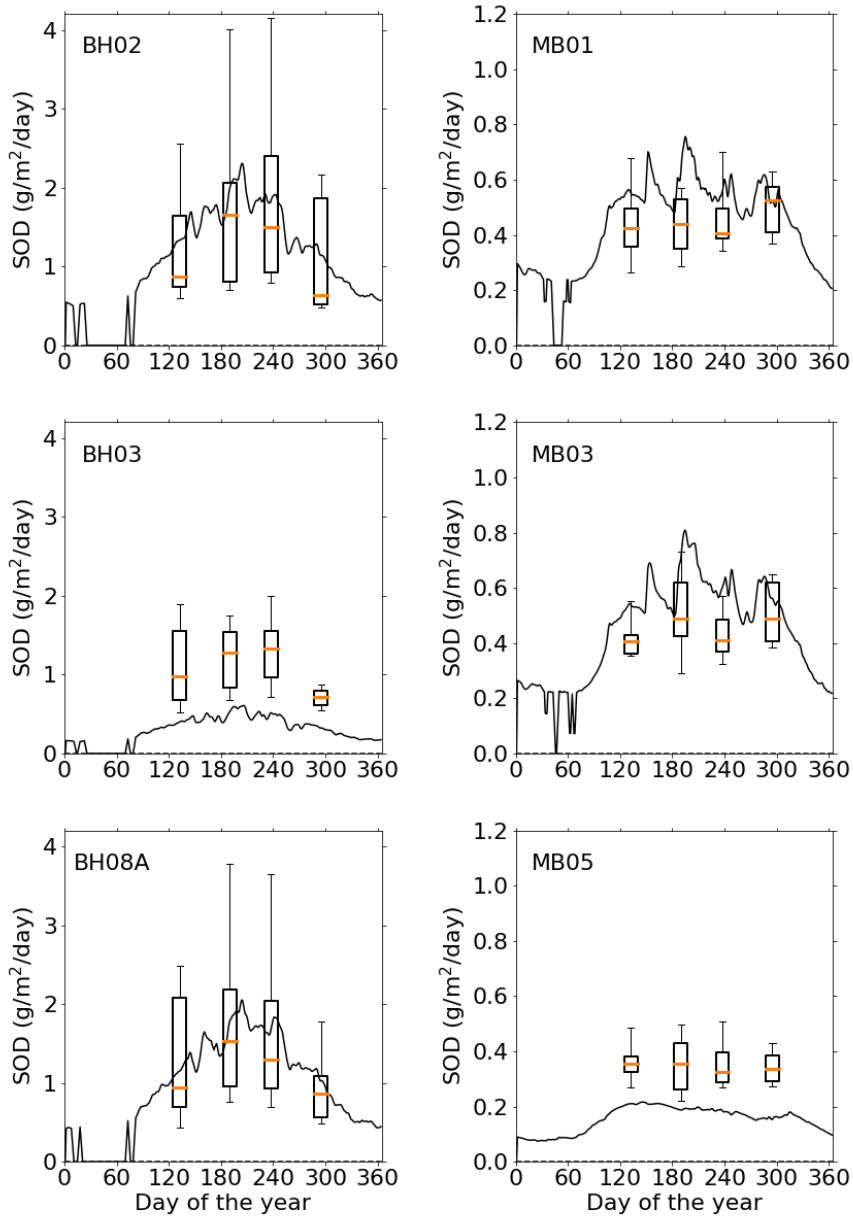 BH02
SOD (g/m²/day)
4
3
2
1
0
0 60 120 180 240 300 360
MB01
SOD (g/m²/day)
1.2
1.0
0.8
0.6
0.4
0.2
0.0
0 60 120 180 240 300 360
BH03
SOD (g/m²/day)
4
3
2
1
0
0 60 120 180 240 300 360
MB03
SOD (g/m²/day)
1.2
1.0
0.8
0.6
0.4
0.2
0.0
0 60 120 180 240 300 360
BH08A
SOD (g/m²/day)
4
3
2
1
0
0 60 120 180 240 300 360
Day of the year
MB05
SOD (g/m²/day)
1.2
1.0
0.8
0.6
0.4
0.2
0.0
0 60 120 180 240 300 360
Day of the year